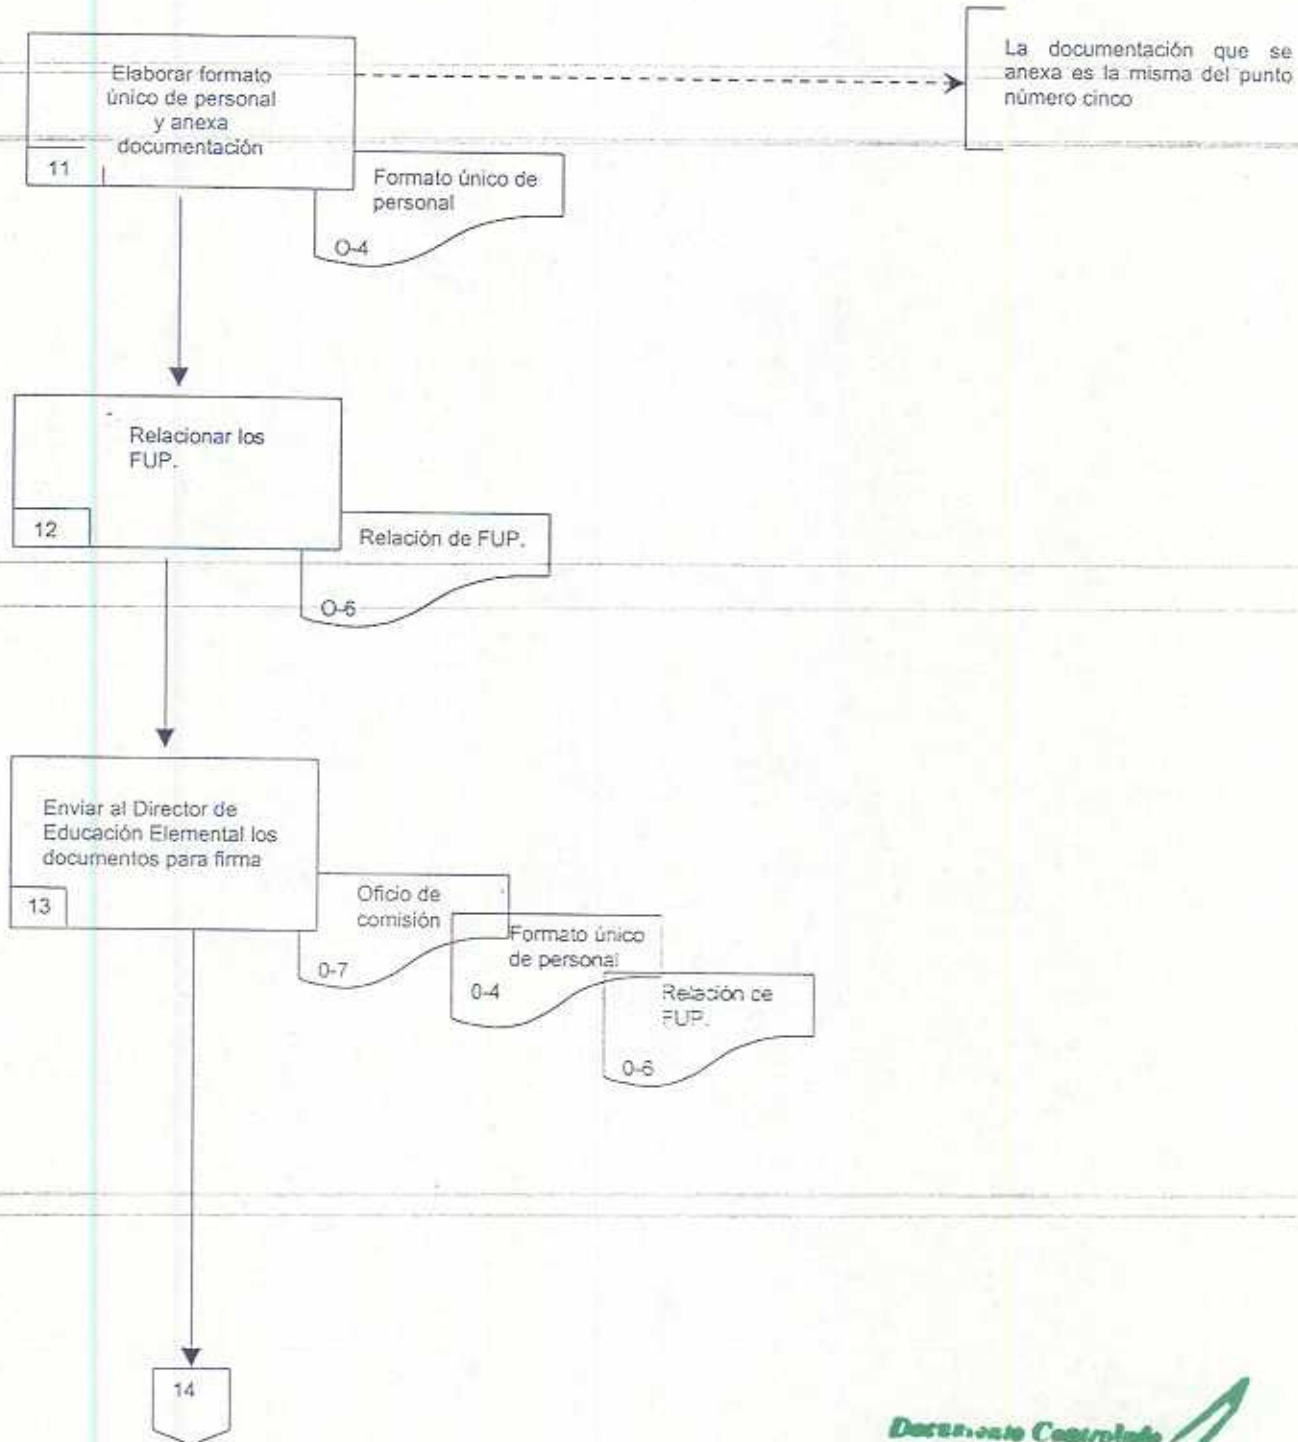 Elaborar formato
único de personal
y anexa
documentación
11
La documentación que se
anexa es la misma del punto
número cinco
Formato único de
personal
O-4
Relacionar los
FUP.
12
Relación de FUP.
O-6
Enviar al Director de
Educación Elemental los
documentos para firma
13
Oficio de
comisión
0-7
Formato único
de personal
0-4
Relación de
FUP.
0-6
14
Documento Controlado